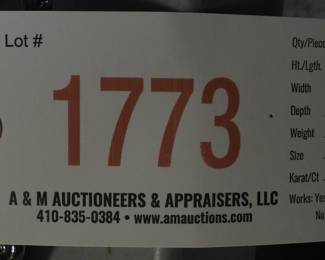 Lot #
1773
A & M AUCTIONEERS & APPRAISERS, LLC
410-835-0384 • www.amauctions.com
Qty/Piece
Ht./Lgth.
Width
Depth
Weight
Size
Karat/Ct
Works: Yes
No